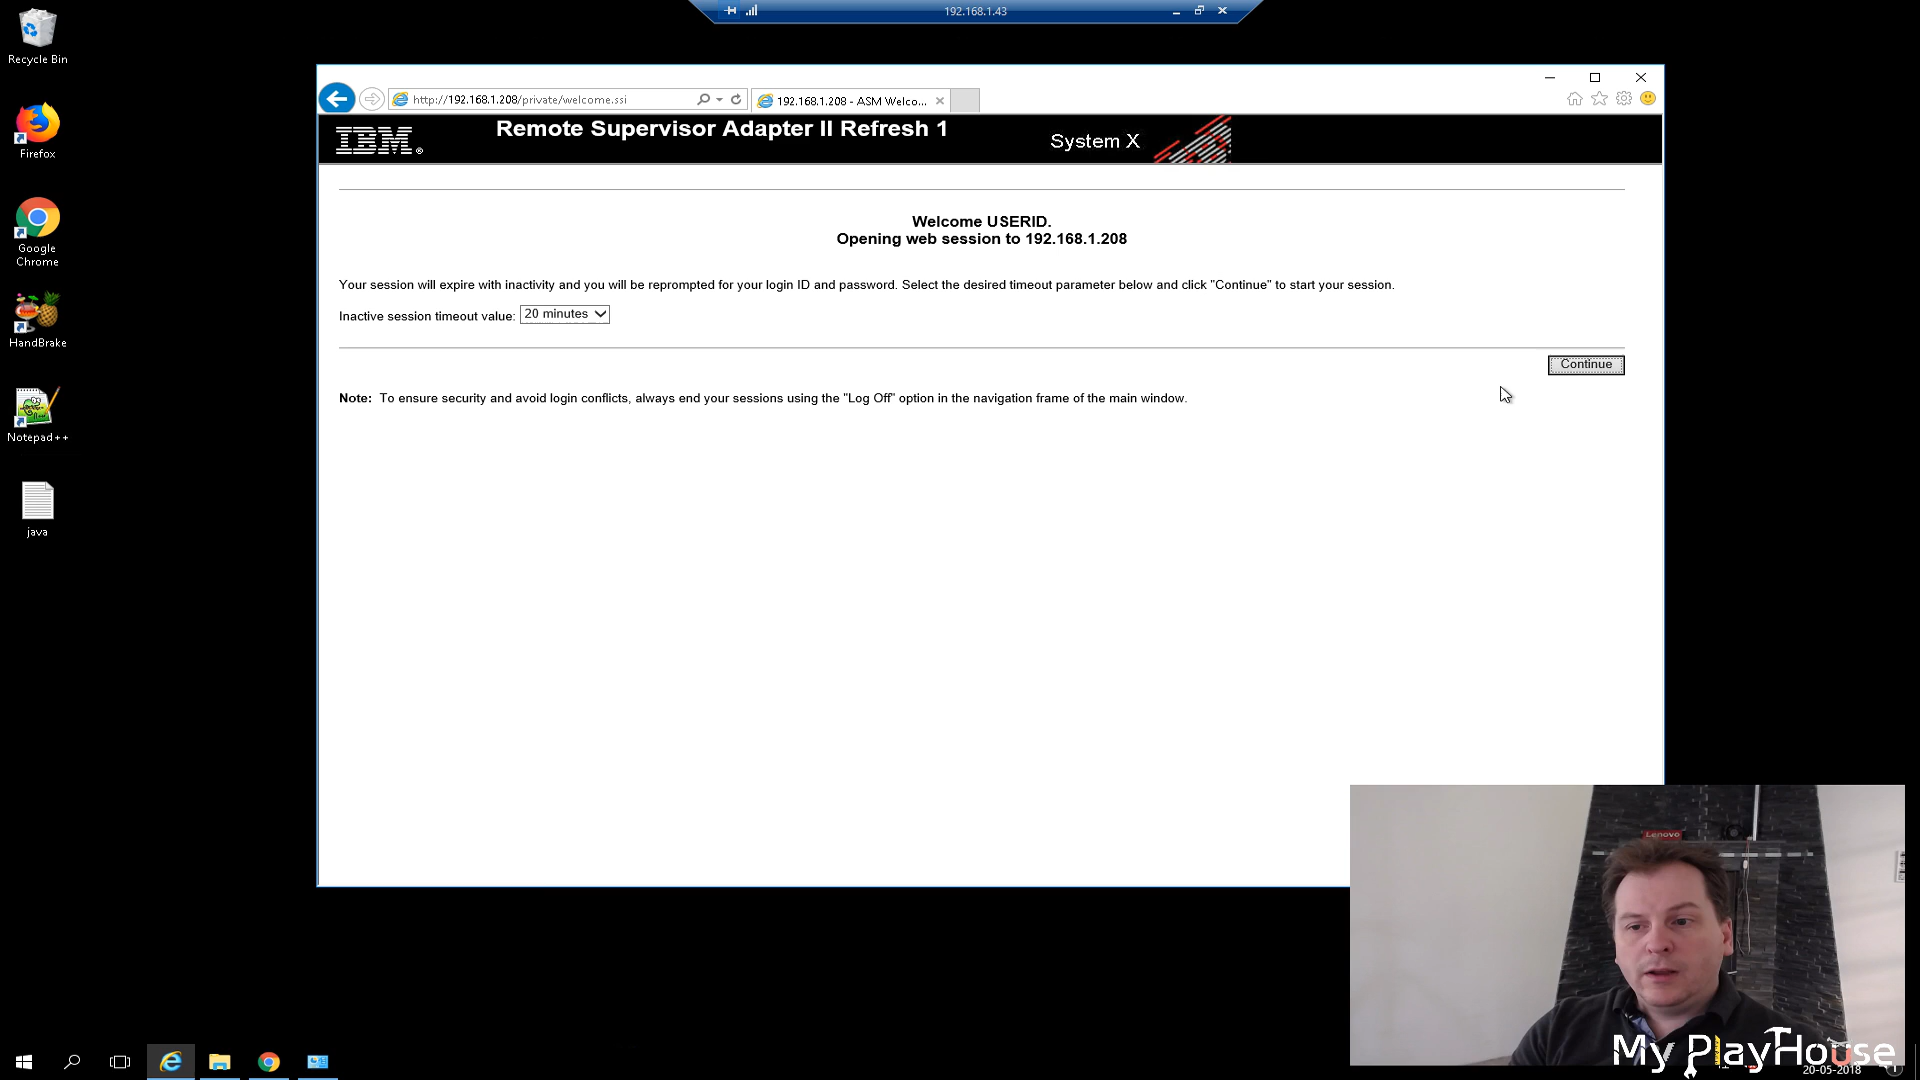 192.168.1.43
Recycle Bin
Firefox
Google
Chrome
HandBrake
Notepad++
java
http://192.168.1.208/private/welcome.ssi
192.168.1.208 - ASM Welco...
IBM®
Remote Supervisor Adapter II Refresh 1
System X
Welcome USERID.
Opening web session to 192.168.1.208
Your session will expire with inactivity and you will be reprompted for your login ID and password. Select the desired timeout parameter below and click "Continue" to start your session.
Inactive session timeout value: 20 minutes
Continue
Note: To ensure security and avoid login conflicts, always end your sessions using the "Log Off" option in the navigation frame of the main window.
Lenovo
My PlayHouse
20-05-2018
1